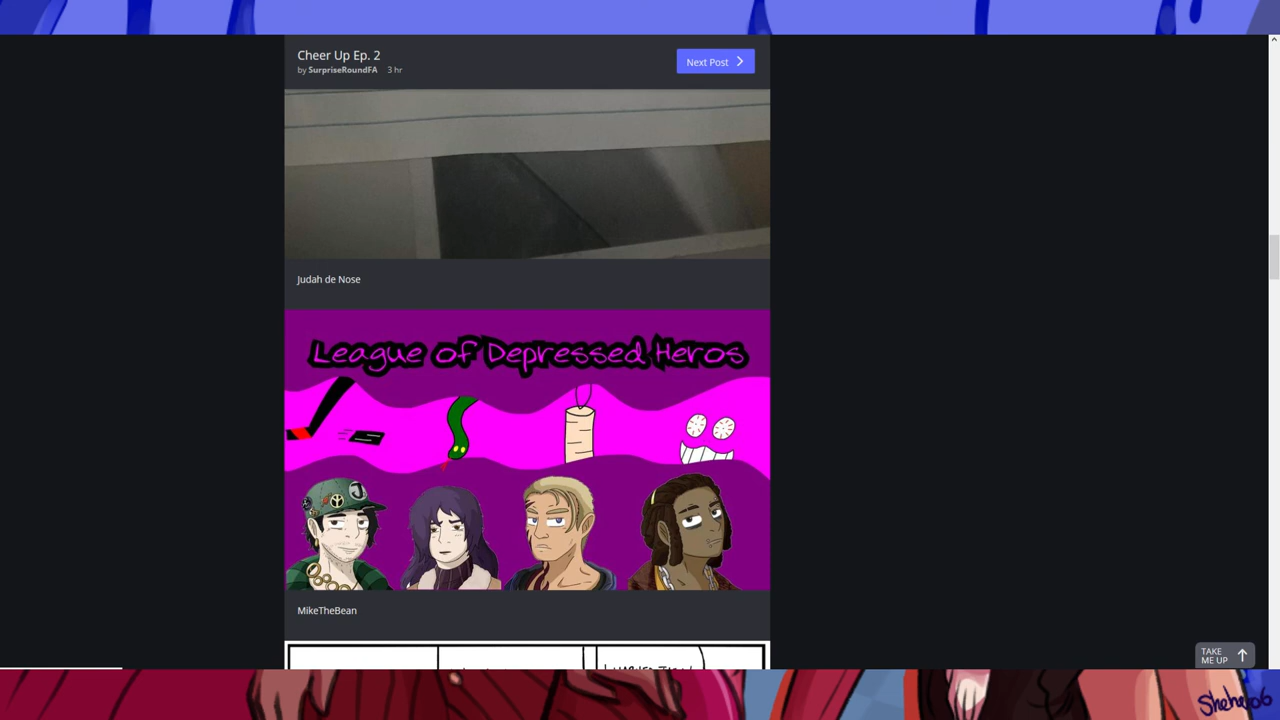 Cheer Up Ep. 2
by SurpriseRoundFA 3 hr
Next Post
Judah de Nose
League of Depressed Heros
J
MikeTheBean
TAKE
ME UP
Shehe06